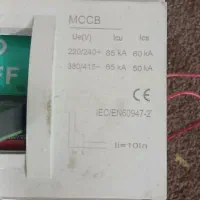 MCCB
Ue(V) Icu Ics
220/240~ 85 kA 60 kA
380/415~ 65 kA 50 kA
FF
CE
IEC/EN60947-2
Ii=10In